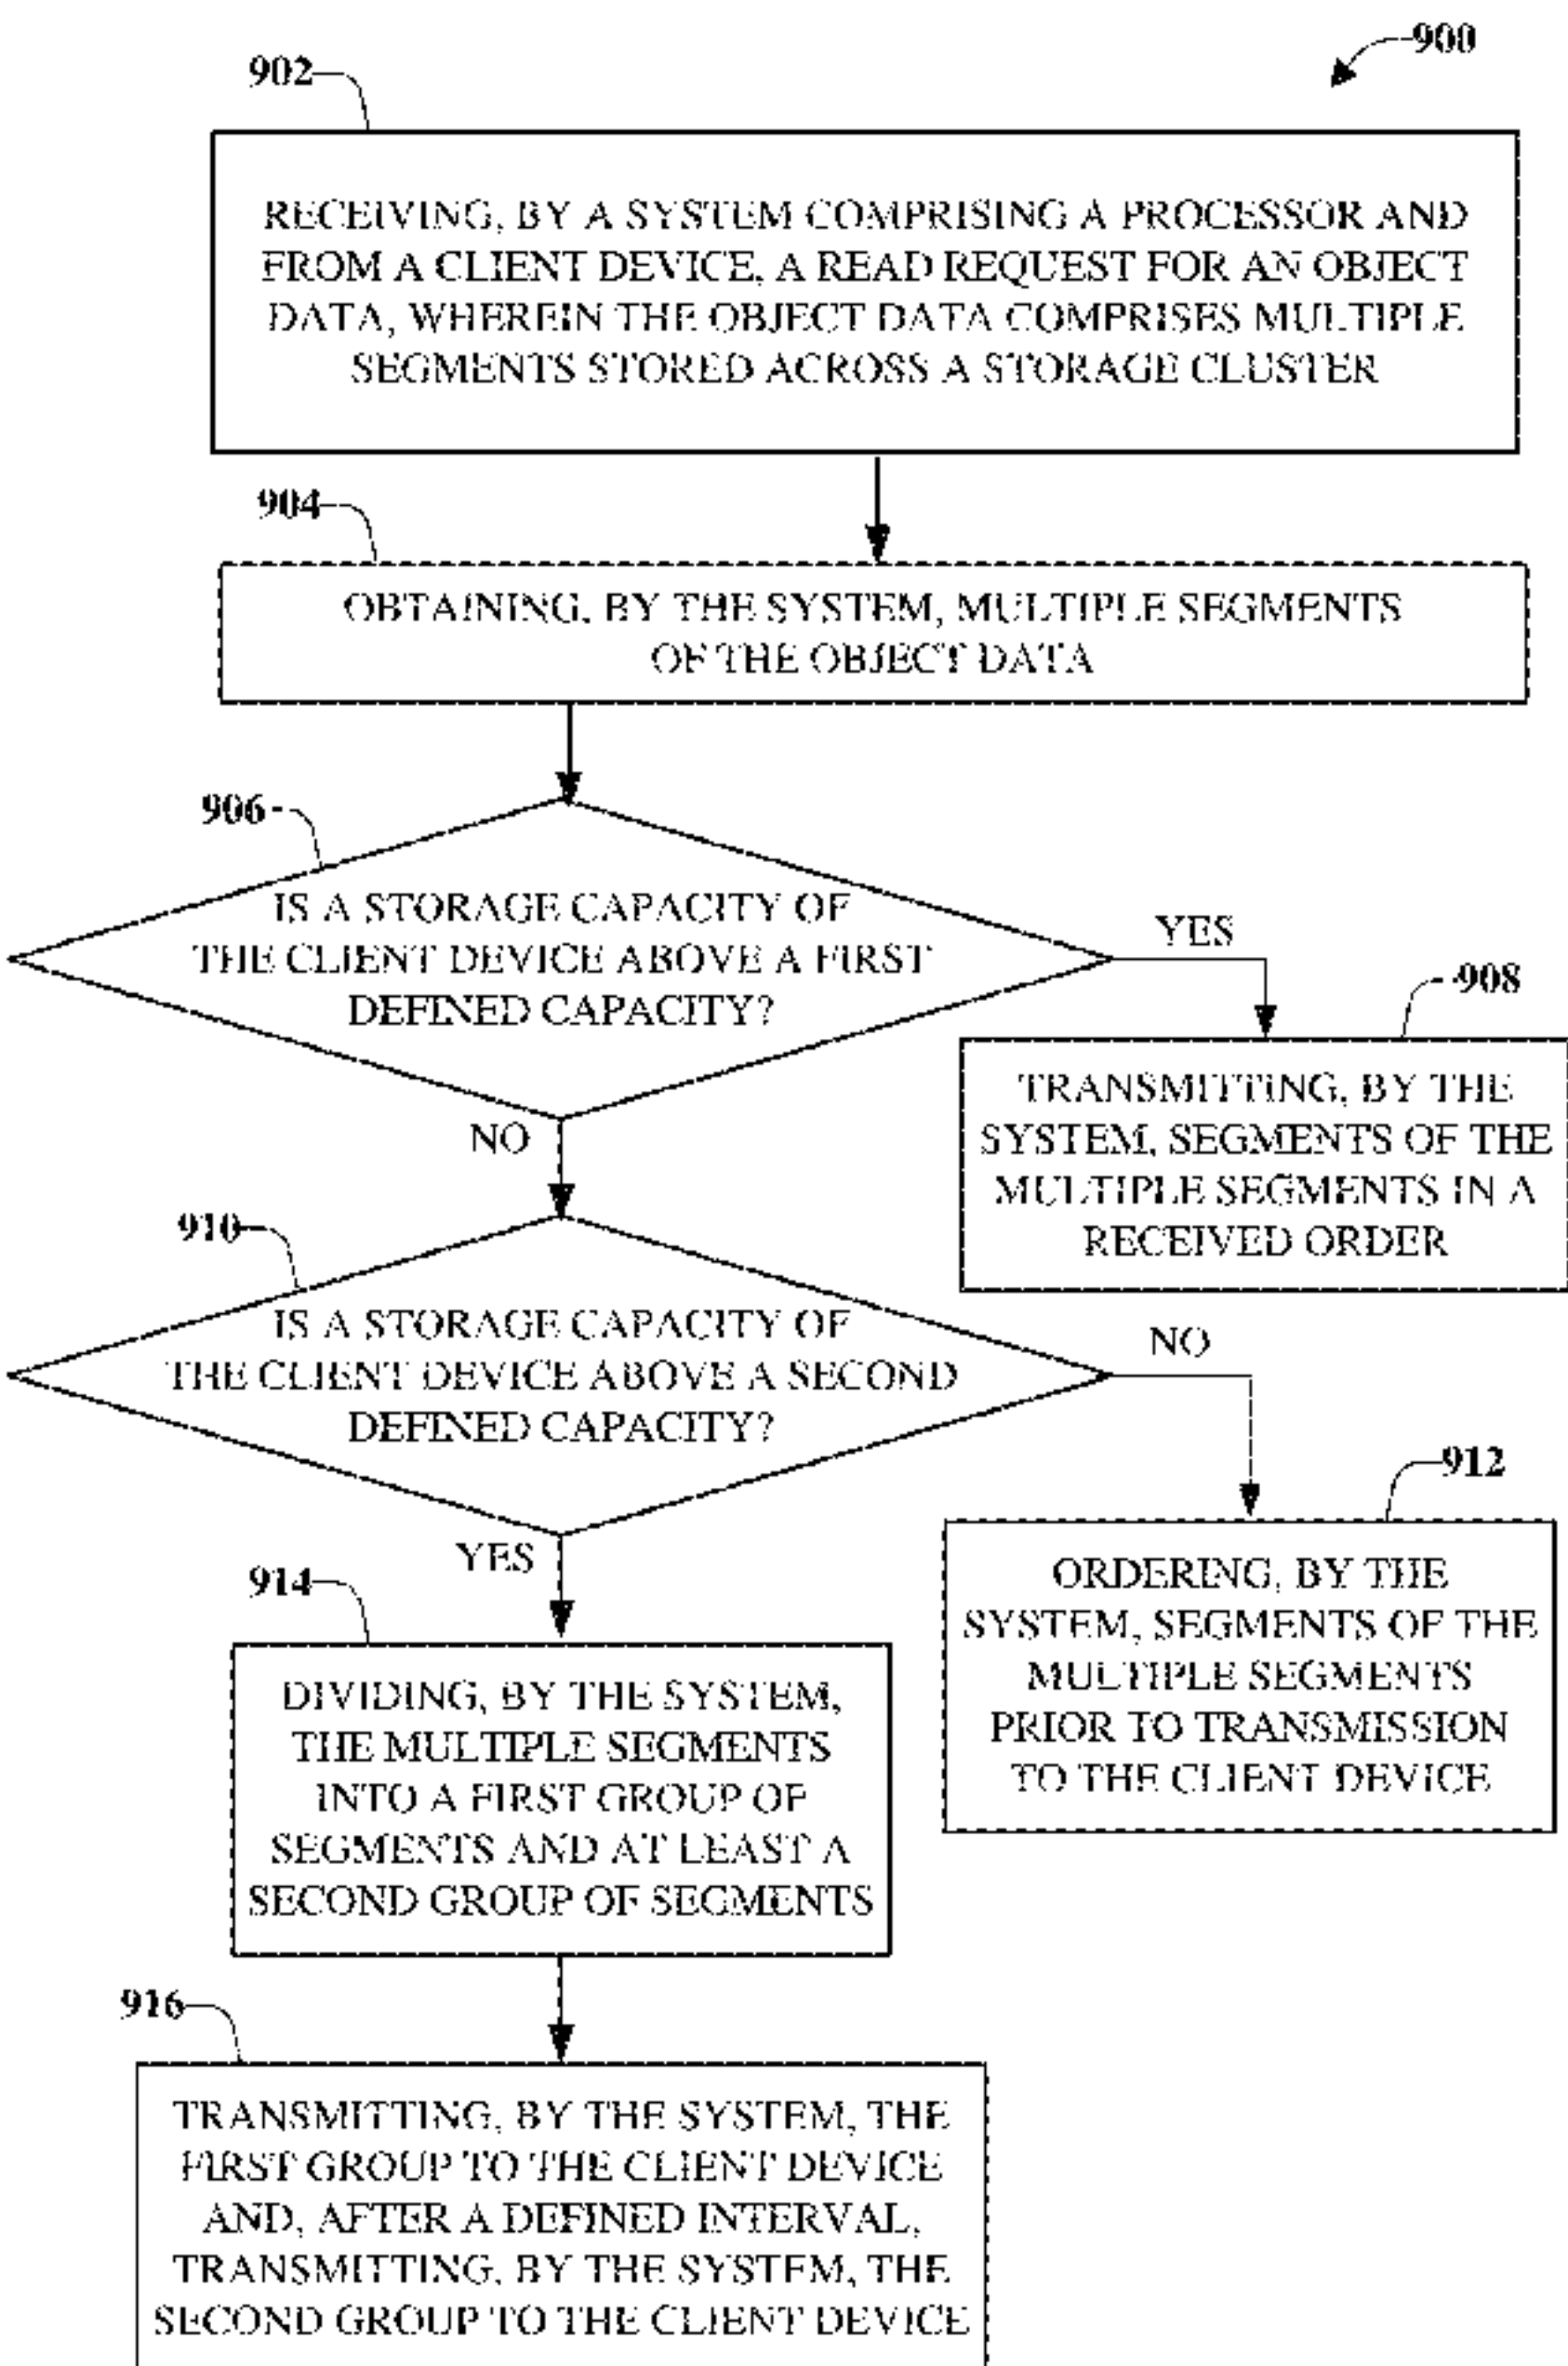 900
902
RECEIVING, BY A SYSTEM COMPRISING A PROCESSOR AND
FROM A CLIENT DEVICE, A READ REQUEST FOR AN OBJECT
DATA, WHEREIN THE OBJECT DATA COMPRISES MULTIPLE
SEGMENTS STORED ACROSS A STORAGE CLUSTER
904
OBTAINING, BY THE SYSTEM, MULTIPLE SEGMENTS
OF THE OBJECT DATA
906
IS A STORAGE CAPACITY OF
THE CLIENT DEVICE ABOVE A FIRST
DEFINED CAPACITY?
YES
908
TRANSMITTING, BY THE
SYSTEM, SEGMENTS OF THE
MULTIPLE SEGMENTS IN A
RECEIVED ORDER
NO
910
IS A STORAGE CAPACITY OF
THE CLIENT DEVICE ABOVE A SECOND
DEFINED CAPACITY?
NO
912
ORDERING, BY THE
SYSTEM, SEGMENTS OF THE
MULTIPLE SEGMENTS
PRIOR TO TRANSMISSION
TO THE CLIENT DEVICE
YES
914
DIVIDING, BY THE SYSTEM,
THE MULTIPLE SEGMENTS
INTO A FIRST GROUP OF
SEGMENTS AND AT LEAST A
SECOND GROUP OF SEGMENTS
916
TRANSMITTING, BY THE SYSTEM, THE
FIRST GROUP TO THE CLIENT DEVICE
AND, AFTER A DEFINED INTERVAL,
TRANSMITTING, BY THE SYSTEM, THE
SECOND GROUP TO THE CLIENT DEVICE